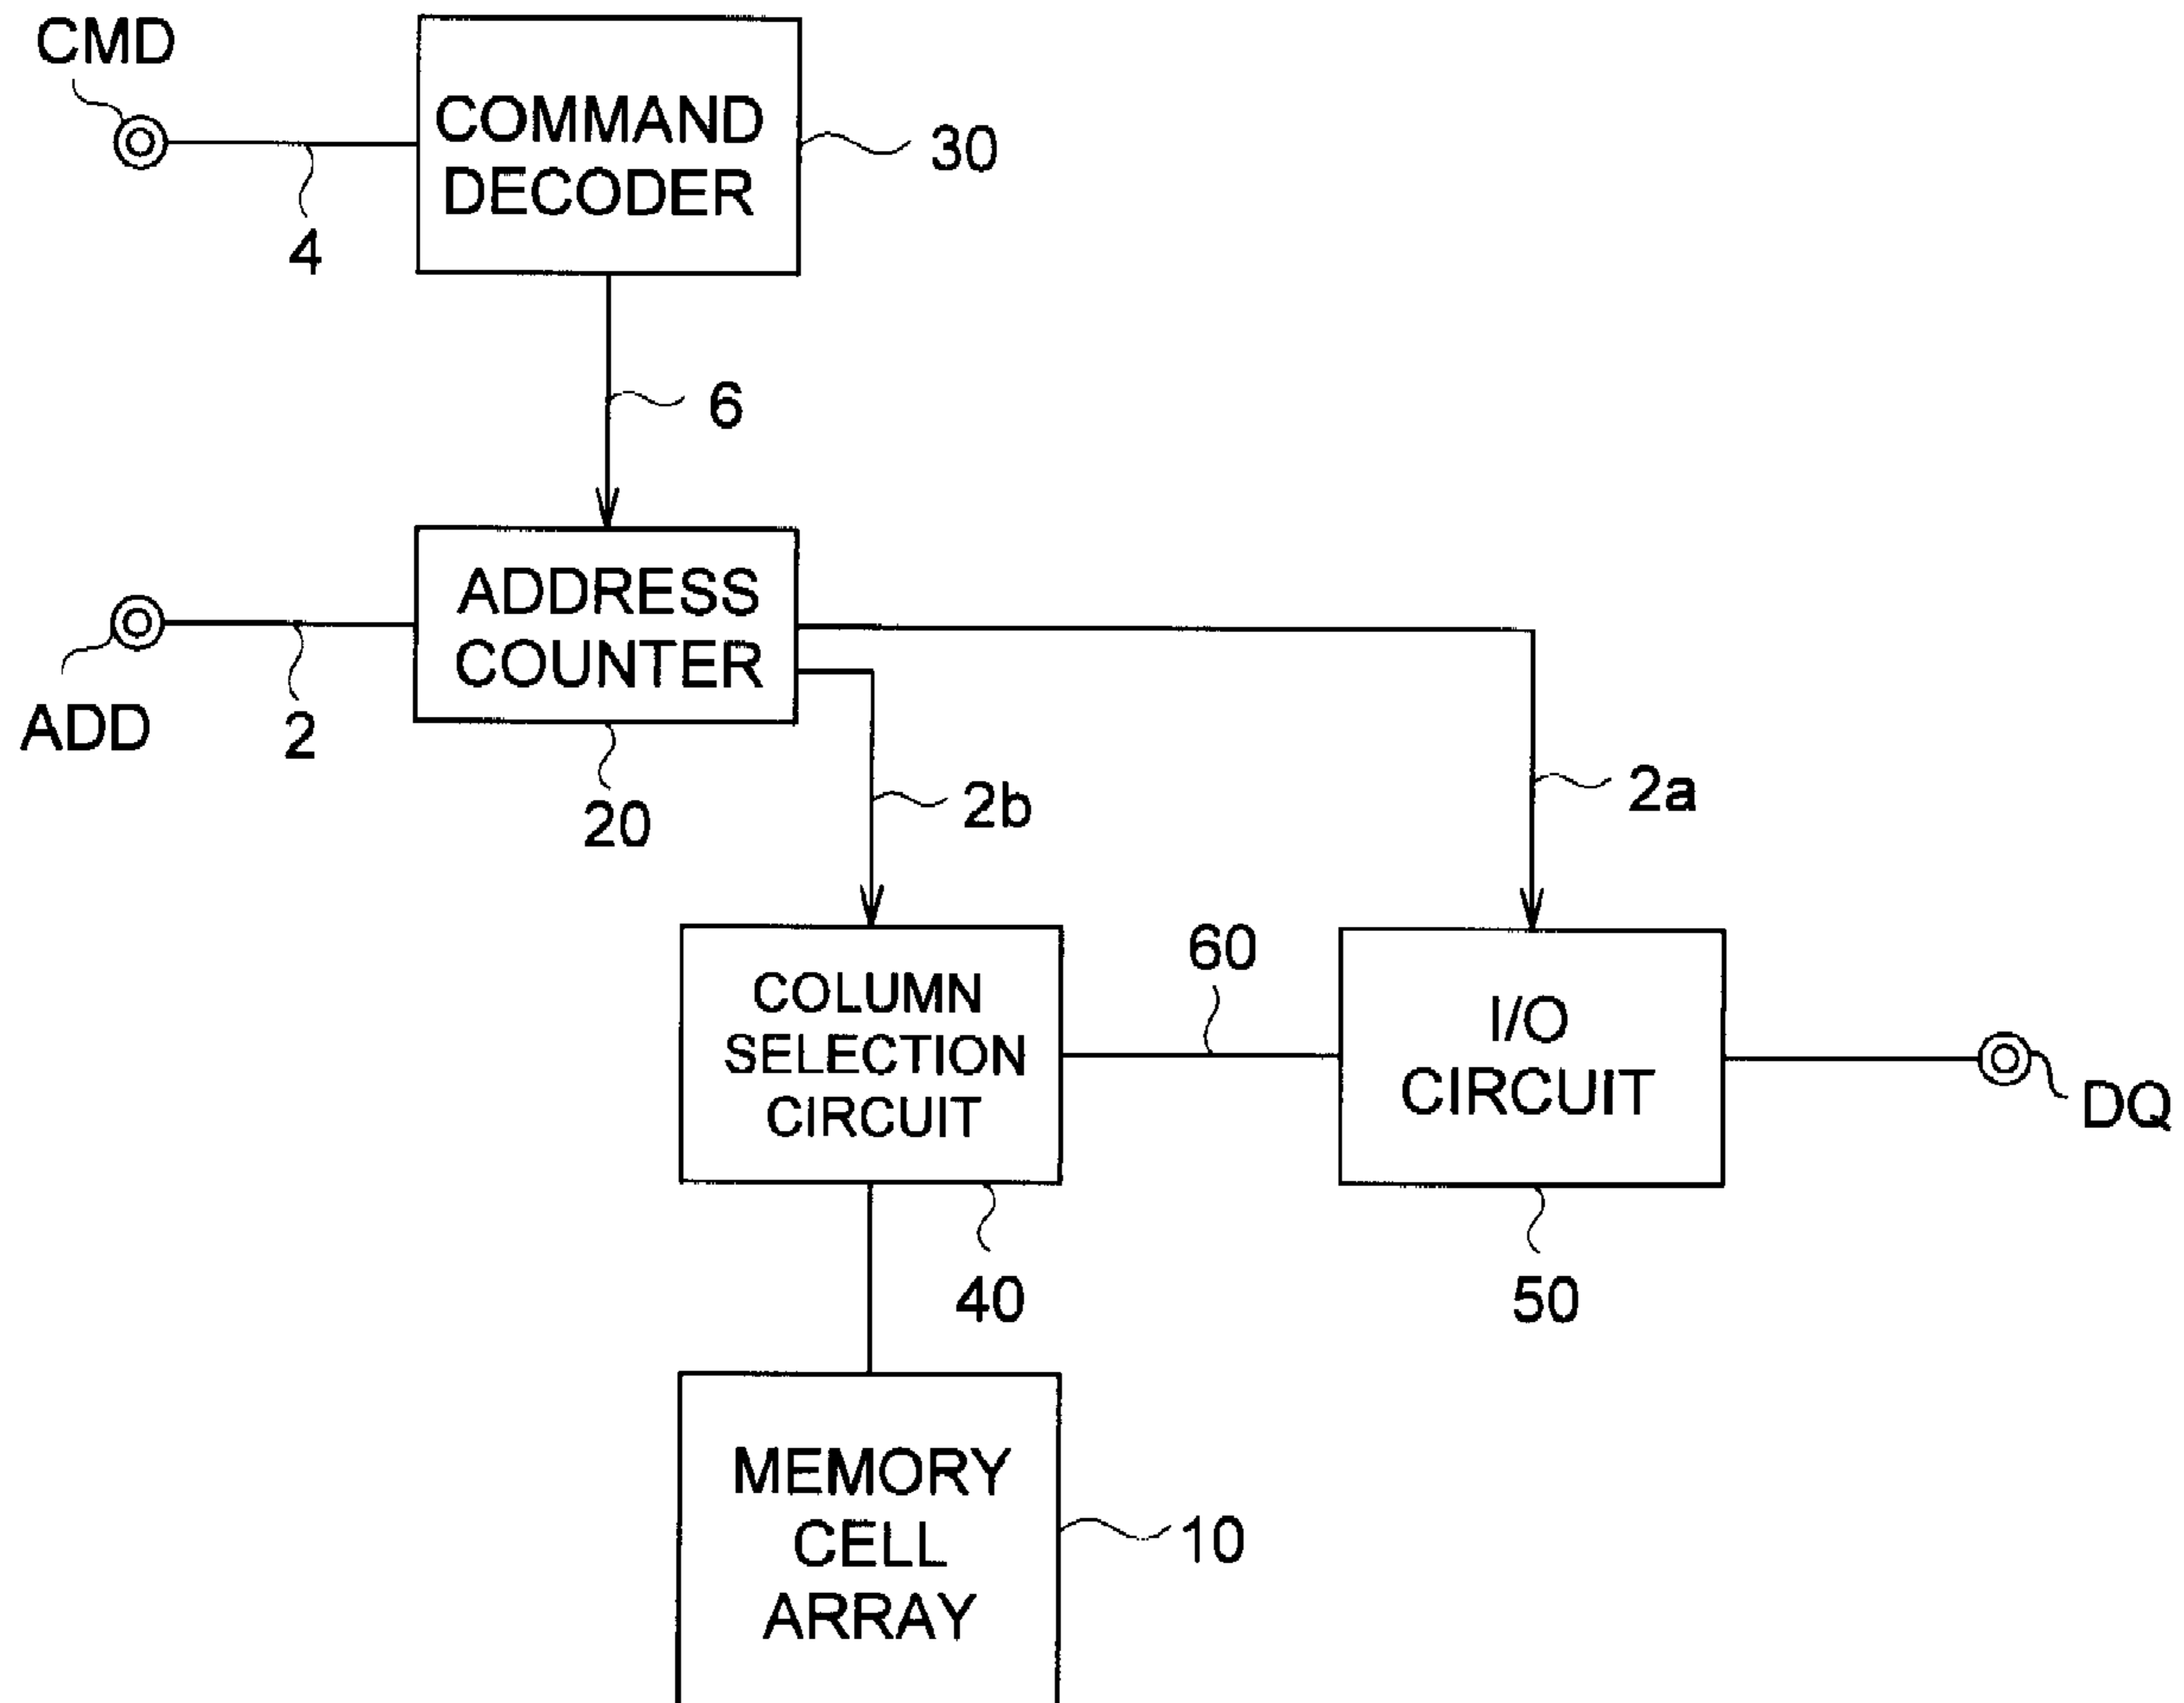 CMD
COMMAND
DECODER
30
4
6
ADDRESS
COUNTER
ADD
2
20
2b
2a
60
COLUMN
SELECTION
CIRCUIT
I/O
CIRCUIT
DQ
40
50
MEMORY
CELL
ARRAY
10